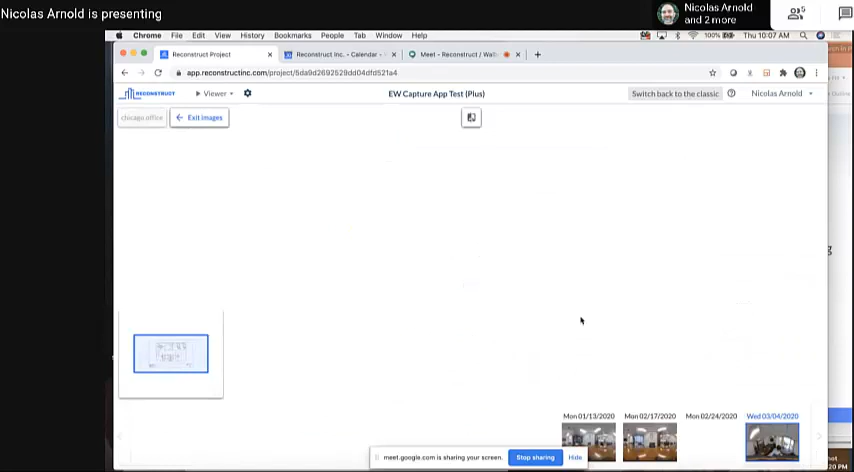 Nicolas Arnold is presenting
Nicolas Arnold
and 2 more
5
Chrome File Edit View History Bookmarks People Tab Window Help
100% Thu 10:07 AM
Reconstruct Project
Reconstruct Inc. - Calendar -
Meet - Reconstruct / Wal
app.reconstructinc.com/project/5da9d2692529dd04dfd521a4
RECONSTRUCT
Viewer
EW Capture App Test (Plus)
Switch back to the classic
Nicolas Arnold
chicago office
Exit images
Mon 01/13/2020
Mon 02/17/2020
Mon 02/24/2020
Wed 03/04/2020
meet.google.com is sharing your screen.
Stop sharing
Hide